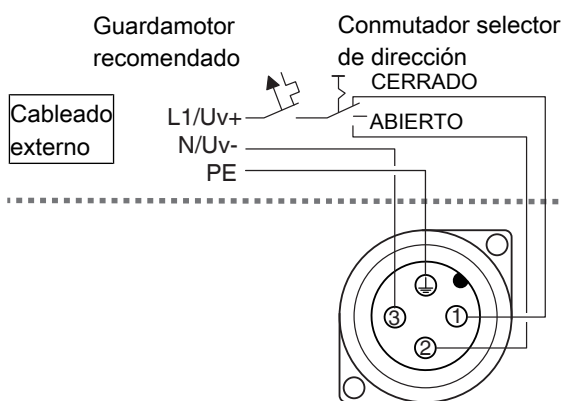 Guardamotor
recomendado
Conmutador selector
de dirección
CERRADO
Cableado
externo
L1/Uv+
ABIERTO
N/Uv-
PE
3
1
2